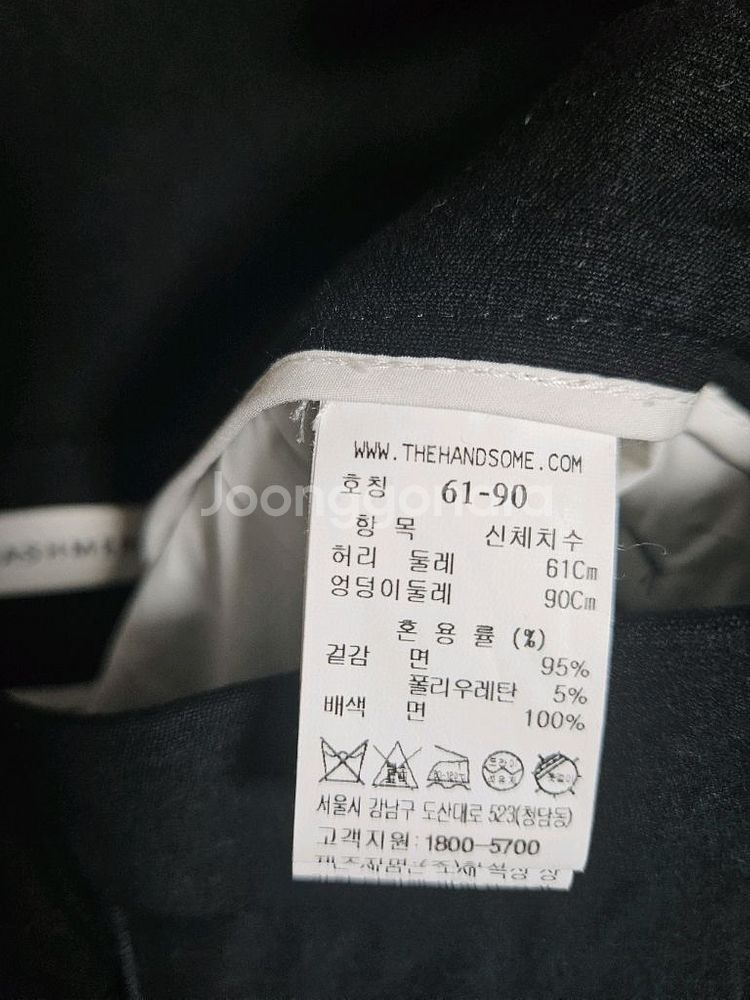 WWW.THEHANDSOME.COM
호칭 61-90
Joonggonara
항 목 신체치수
허리 둘레 61Cm
엉덩이둘레 90Cm
혼 용 률 (%)
겉감 면 95%
폴리우레탄 5%
배색 면 100%
서울시 강남구 도산대로 523(청담동)
고객지원:1800-5700